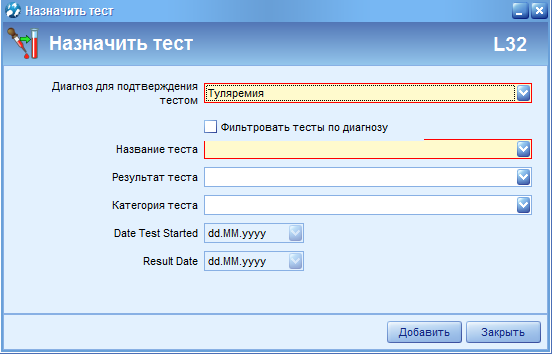 Назначить тест
Назначить тест
L32
Диагноз для подтверждения
тестом
Туляремия
Фильтровать тесты по диагнозу
Название теста
Результат теста
Категория теста
Date Test Started
dd.MM.yyyy
Result Date
dd.MM.yyyy
Добавить
Закрыть